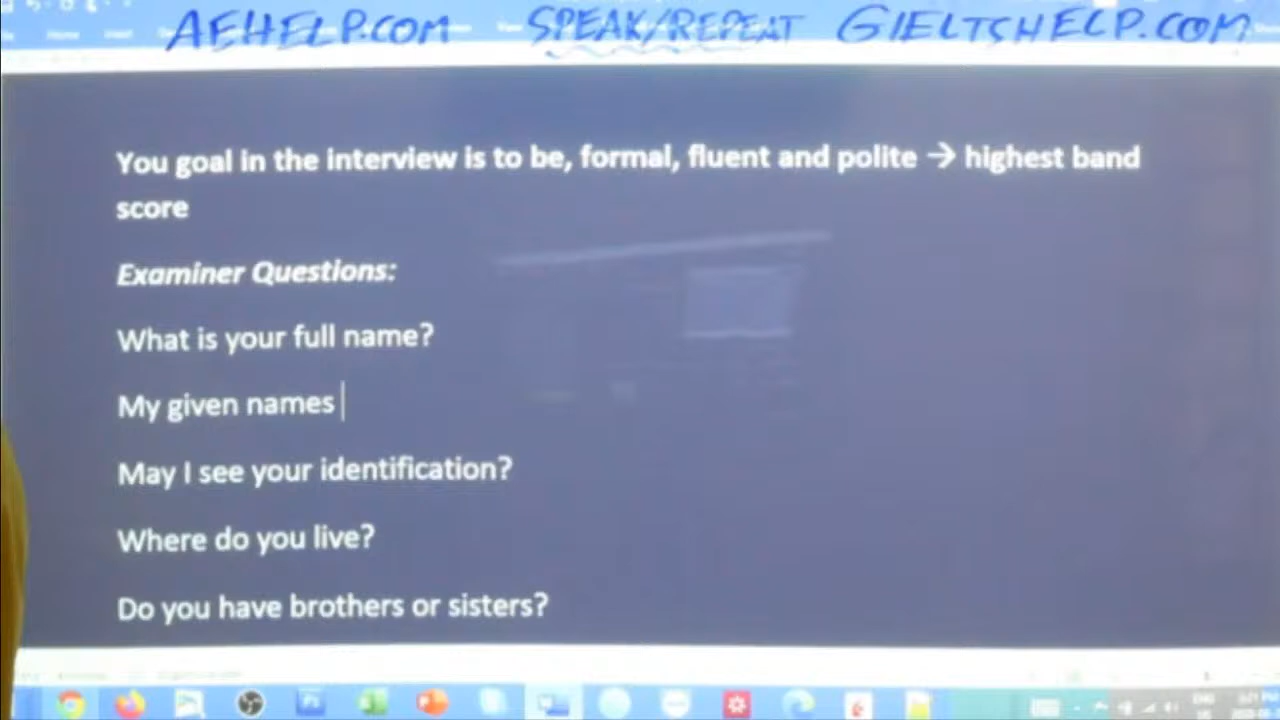 AEHELP.COM SPEAK/REPEAT GIELTSHELP.COM
You goal in the interview is to be, formal, fluent and polite → highest band
score
Examiner Questions:
What is your full name?
My given names
May I see your identification?
Where do you live?
Do you have brothers or sisters?